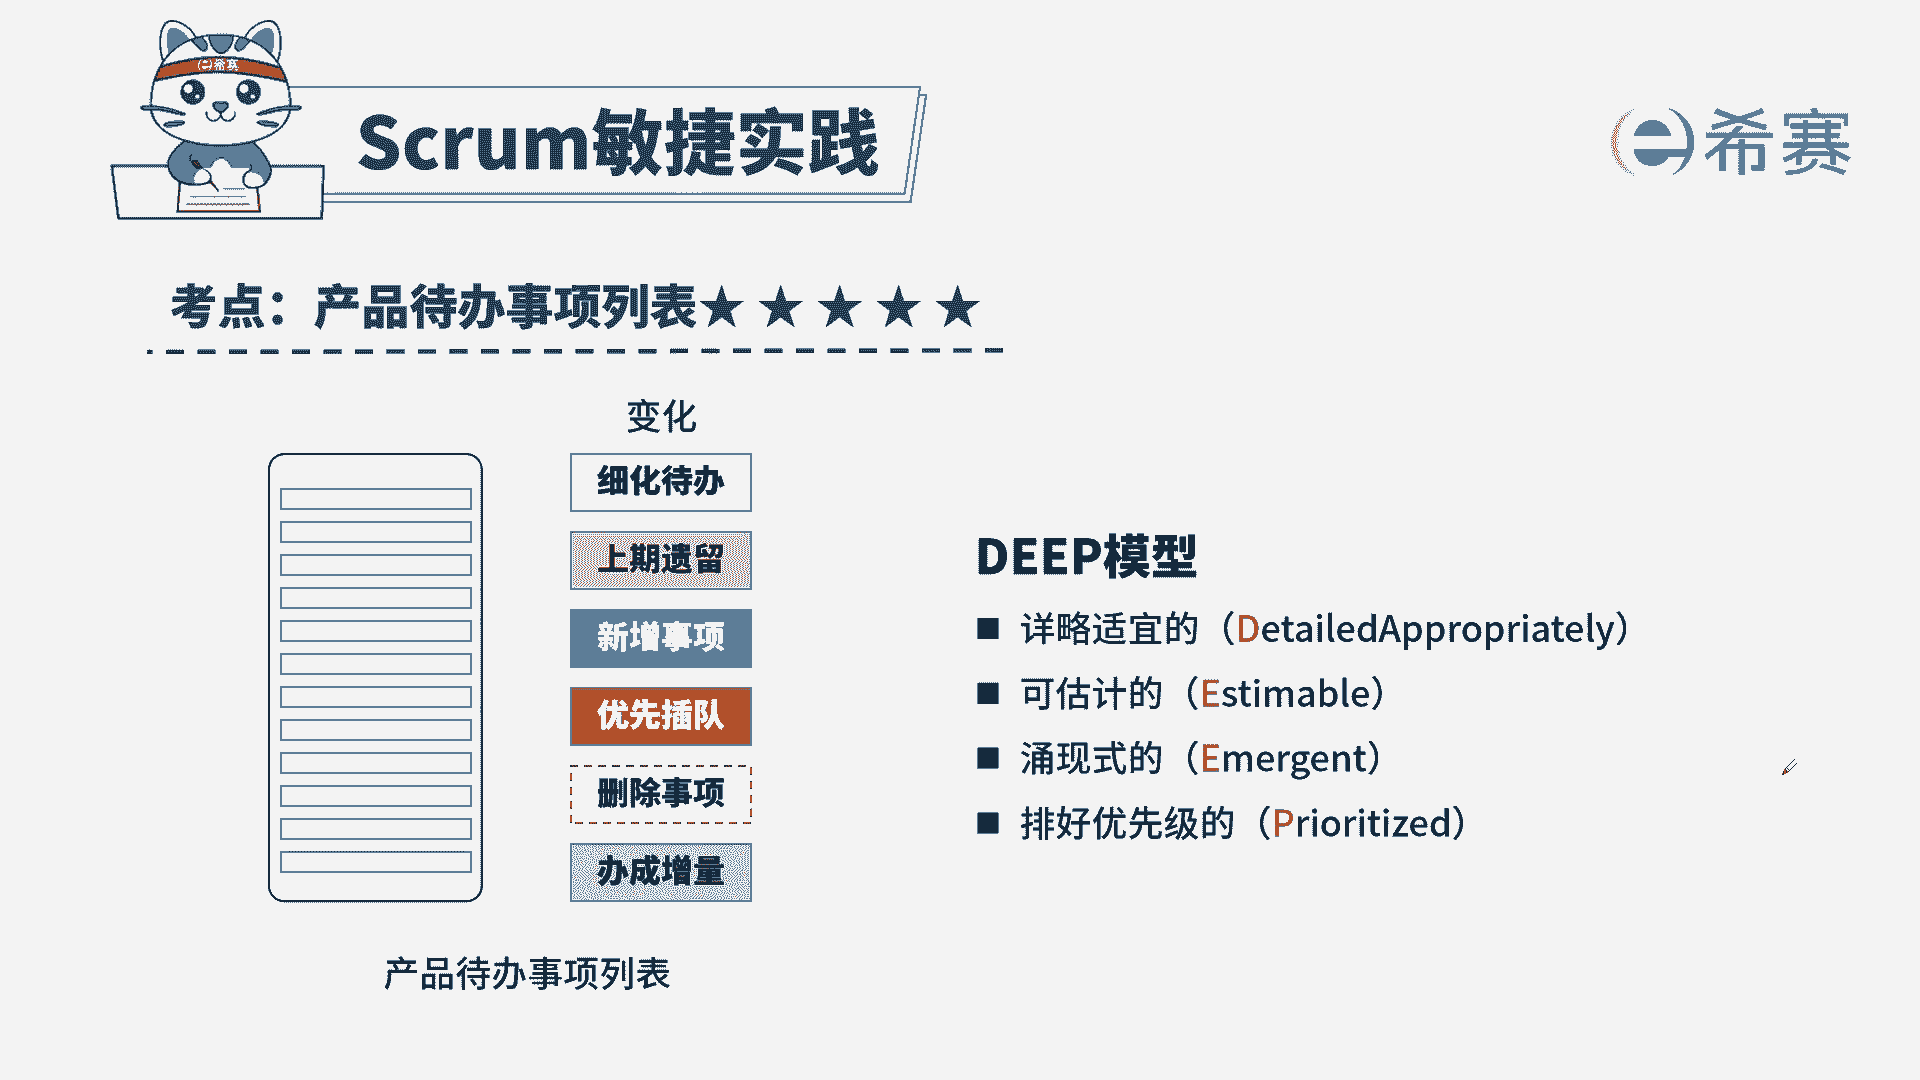 希赛
Scrum敏捷实践
希赛
考点：产品待办事项列表★★★★★
变化
细化待办
上期遗留
新增事项
优先插队
删除事项
办成增量
产品待办事项列表
DEEP模型
■ 详略适宜的（DetailedAppropriately）
■ 可估计的（Estimable）
■ 涌现式的（Emergent）
■ 排好优先级的（Prioritized）